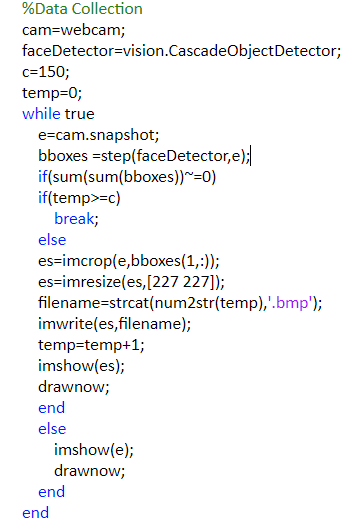 %Data Collection
cam=webcam;
faceDetector=vision.CascadeObjectDetector;
c=150;
temp=0;
while true
e=cam.snapshot;
bboxes =step(faceDetector,e);
if(sum(sum(bboxes))~=0)
if(temp>=c)
break;
else
es=imcrop(e,bboxes(1,:));
es=imresize(es,[227 227]);
filename=strcat(num2str(temp),'.bmp');
imwrite(es,filename);
temp=temp+1;
imshow(es);
drawnow;
end
else
imshow(e);
drawnow;
end
end